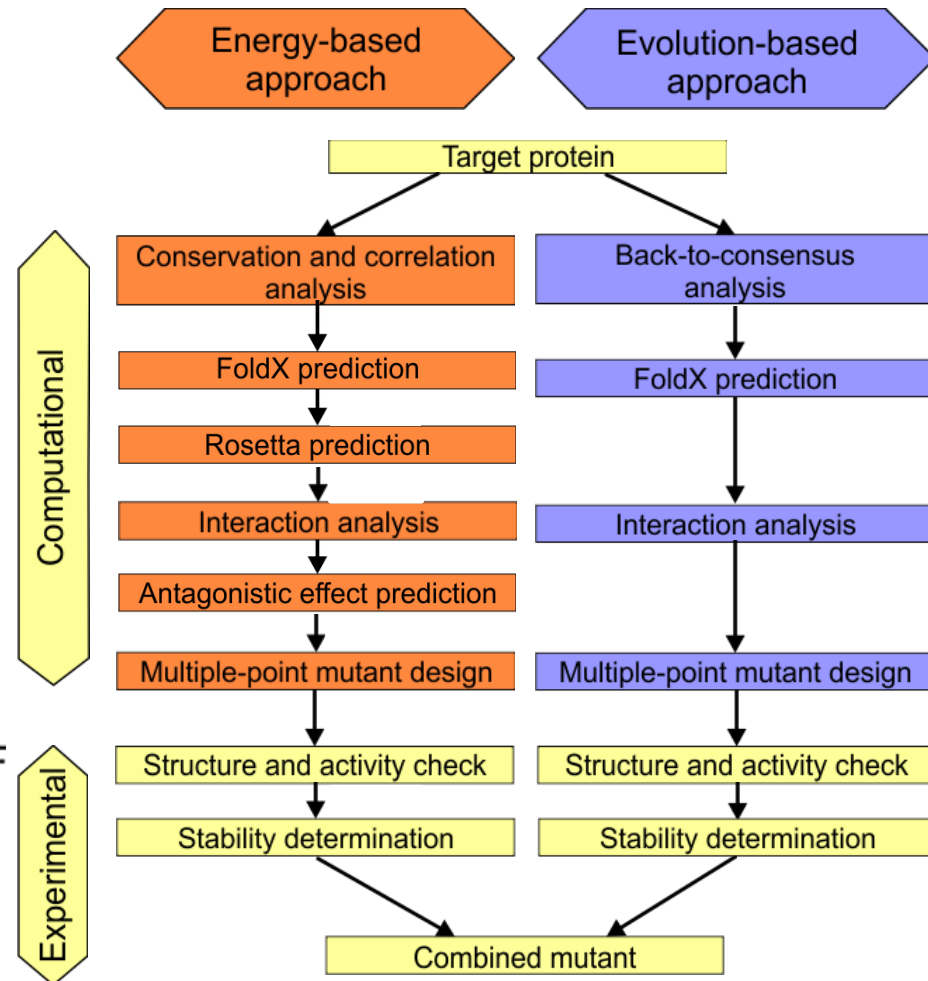 Energy-based
approach
Evolution-based
approach
Target protein
Computational
Conservation and correlation
analysis
Back-to-consensus
analysis
FoldX prediction
FoldX prediction
Rosetta prediction
Interaction analysis
Interaction analysis
Antagonistic effect prediction
Multiple-point mutant design
Multiple-point mutant design
Experimental
Structure and activity check
Structure and activity check
Stability determination
Stability determination
Combined mutant